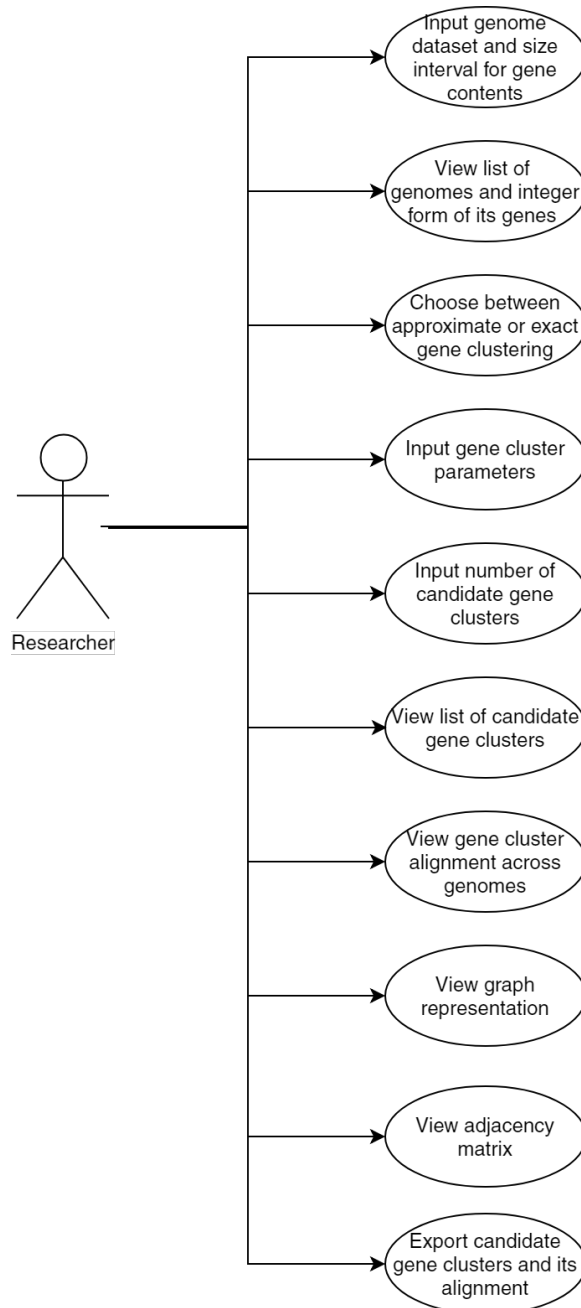 Input genome
dataset and size
interval for gene
contents
View list of
genomes and integer
form of its genes
Choose between
approximate or exact
gene clustering
Input gene cluster
parameters
Input number of
candidate gene
clusters
Researcher
View list of candidate
gene clusters
View gene cluster
alignment across
genomes
View graph
representation
View adjacency
matrix
Export candidate
gene clusters and its
alignment